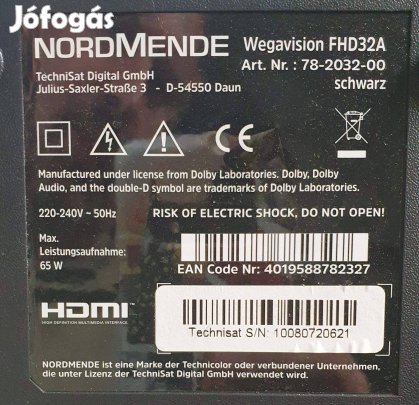 Jófogás
NORDMENDE
Wegavision FHD32A
Art. Nr. : 78-2032-00
schwarz
TechniSat Digital GmbH
Julius-Saxler-Straße 3 - D-54550 Daun
CE
Manufactured under license from Dolby Laboratories. Dolby, Dolby
Audio, and the double-D symbol are trademarks of Dolby Laboratories.
220-240V ~ 50Hz
RISK OF ELECTRIC SHOCK, DO NOT OPEN!
Max.
Leistungsaufnahme:
65 W
EAN Code Nr: 4019588782327
HDMI
HIGH DEFINITION MULTIMEDIA INTERFACE
Technisat S/N: 10080720621
NORDMENDE ist eine Marke der Technicolor oder verbundener Unternehmen,
die unter Lizenz der TechniSat Digital GmbH verwendet wird.